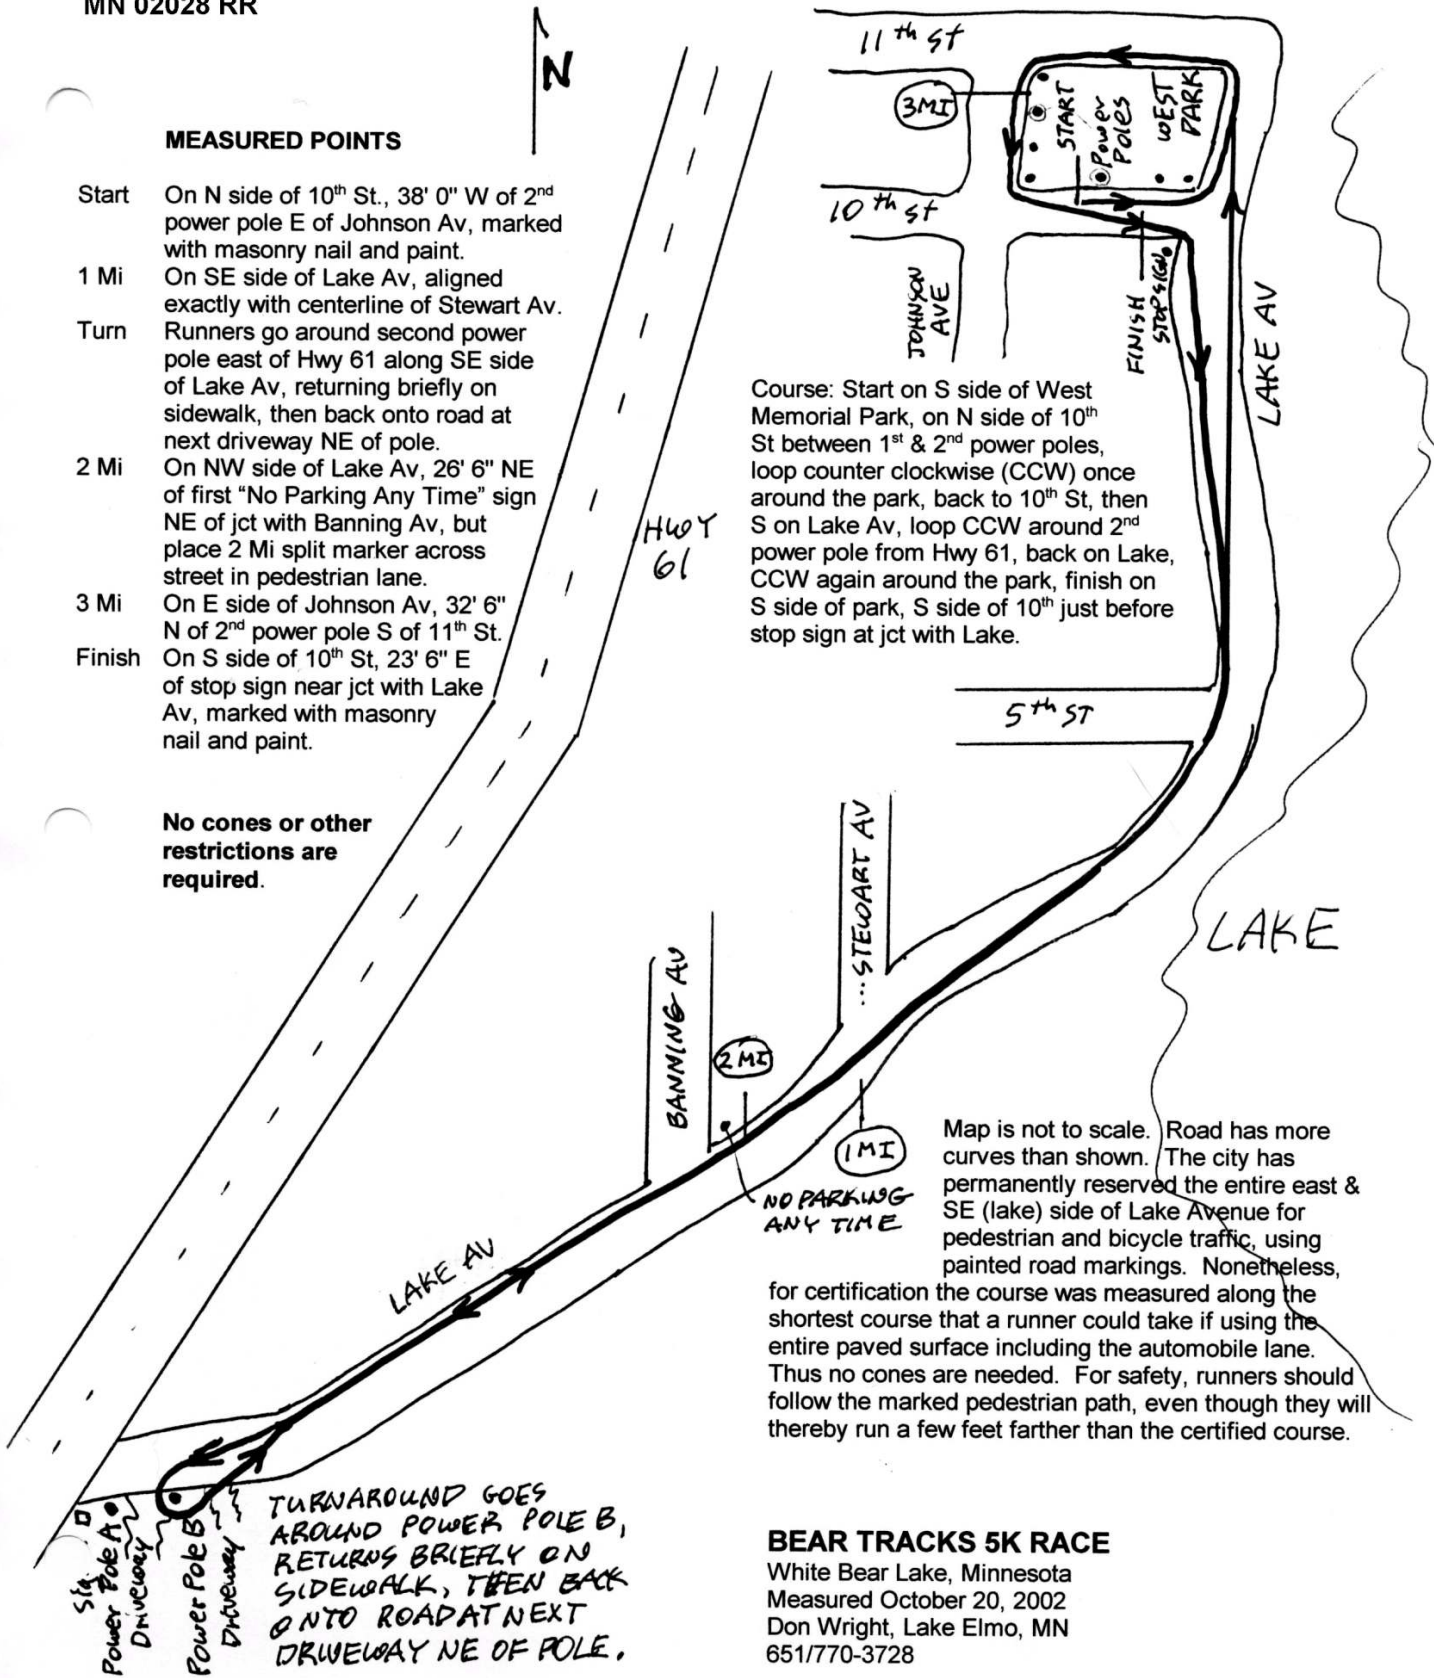 MN 02028 RR
N
MEASURED POINTS
Start On N side of 10th St., 38' 0" W of 2nd
power pole E of Johnson Av, marked
with masonry nail and paint.
1 Mi On SE side of Lake Av, aligned
exactly with centerline of Stewart Av.
Turn Runners go around second power
pole east of Hwy 61 along SE side
of Lake Av, returning briefly on
sidewalk, then back onto road at
next driveway NE of pole.
2 Mi On NW side of Lake Av, 26' 6" NE
of first “No Parking Any Time” sign
NE of jct with Banning Av, but
place 2 Mi split marker across
street in pedestrian lane.
3 Mi On E side of Johnson Av, 32' 6"
N of 2nd power pole S of 11th St.
Finish On S side of 10th St, 23' 6" E
of stop sign near jct with Lake
Av, marked with masonry
nail and paint.
No cones or other
restrictions are
required.
11th St
3MI
START
Power
Poles
WEST
PARK
10th St
JOHNSON
AVE
FINISH
STOP SIGN
LAKE AV
Course: Start on S side of West
Memorial Park, on N side of 10th
St between 1st & 2nd power poles,
loop counter clockwise (CCW) once
around the park, back to 10th St, then
S on Lake Av, loop CCW around 2nd
power pole from Hwy 61, back on Lake,
CCW again around the park, finish on
S side of park, S side of 10th just before
stop sign at jct with Lake.
HWY
61
5th ST
...STEWART AV
LAKE
BANNING AV
2 MI
1 MI
NO PARKING
ANY TIME
LAKE AV
Map is not to scale. Road has more
curves than shown. The city has
permanently reserved the entire east &
SE (lake) side of Lake Avenue for
pedestrian and bicycle traffic, using
painted road markings. Nonetheless,
for certification the course was measured along the
shortest course that a runner could take if using the
entire paved surface including the automobile lane.
Thus no cones are needed. For safety, runners should
follow the marked pedestrian path, even though they will
thereby run a few feet farther than the certified course.
Sig.
Power Pole A
Driveway
Power Pole B
Driveway
TURNAROUND GOES
AROUND POWER POLE B,
RETURNS BRIEFLY ON
SIDEWALK, THEN BACK
ONTO ROAD AT NEXT
DRIVEWAY NE OF POLE.
BEAR TRACKS 5K RACE
White Bear Lake, Minnesota
Measured October 20, 2002
Don Wright, Lake Elmo, MN
651/770-3728